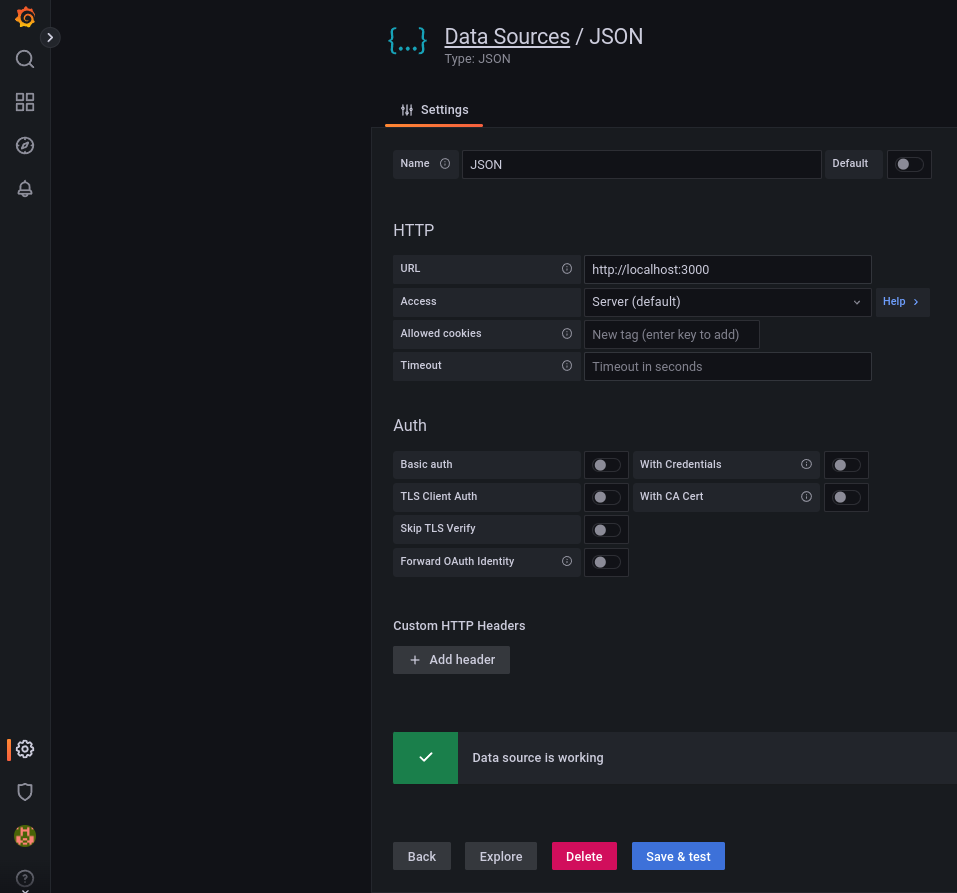 {...} Data Sources / JSON
Type: JSON
Settings
Name JSON Default
HTTP
URL http://localhost:3000
Access Server (default) Help >
Allowed cookies New tag (enter key to add)
Timeout Timeout in seconds
Auth
Basic auth With Credentials
TLS Client Auth With CA Cert
Skip TLS Verify
Forward OAuth Identity
Custom HTTP Headers
+ Add header
Data source is working
Back Explore Delete Save & test